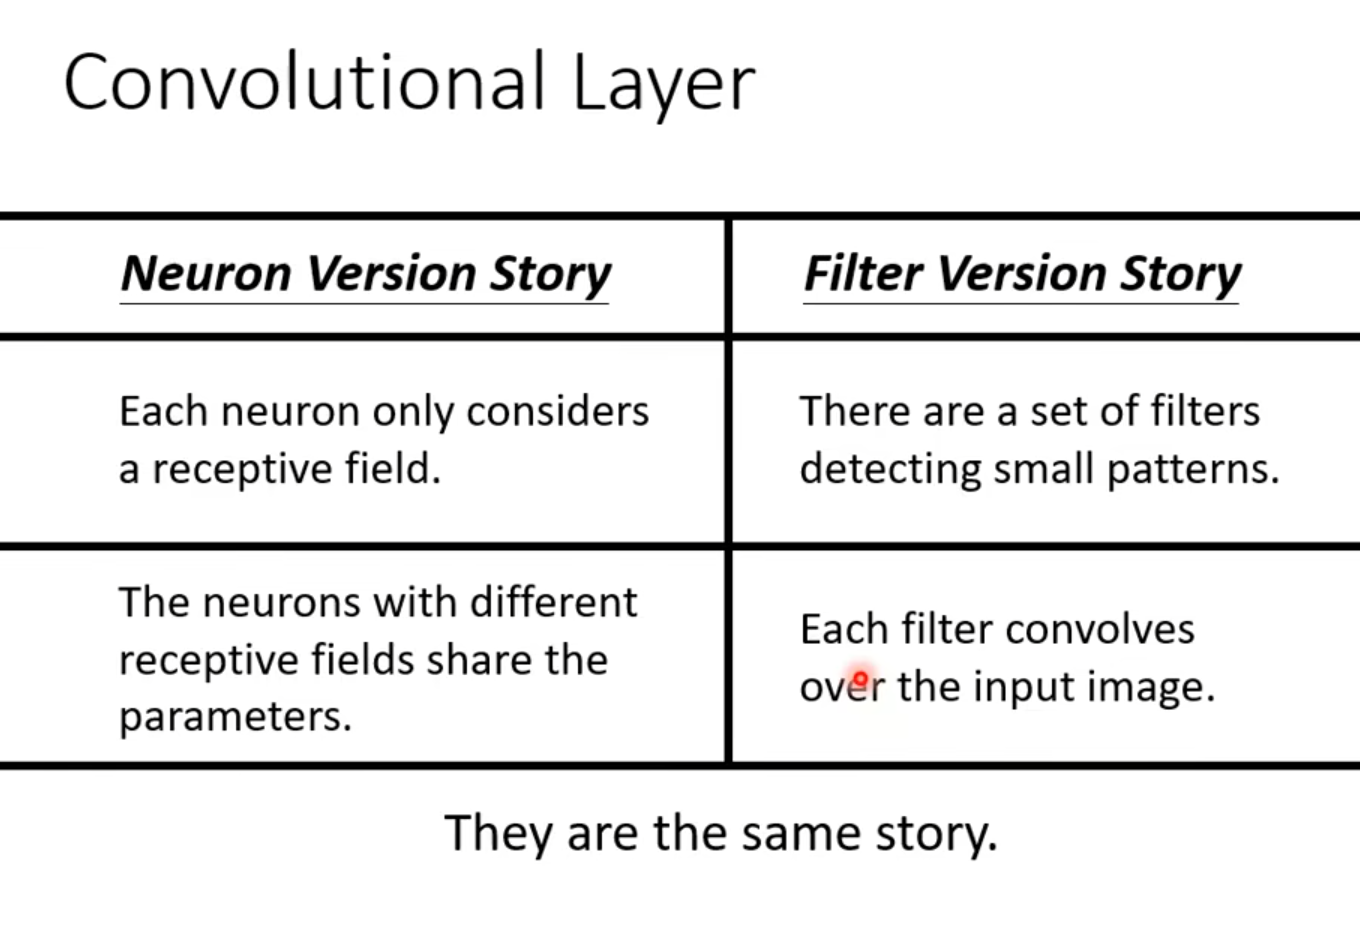 Convolutional Layer
Neuron Version Story
Filter Version Story
Each neuron only considers
a receptive field.
There are a set of filters
detecting small patterns.
The neurons with different
receptive fields share the
parameters.
Each filter convolves
over the input image.
They are the same story.